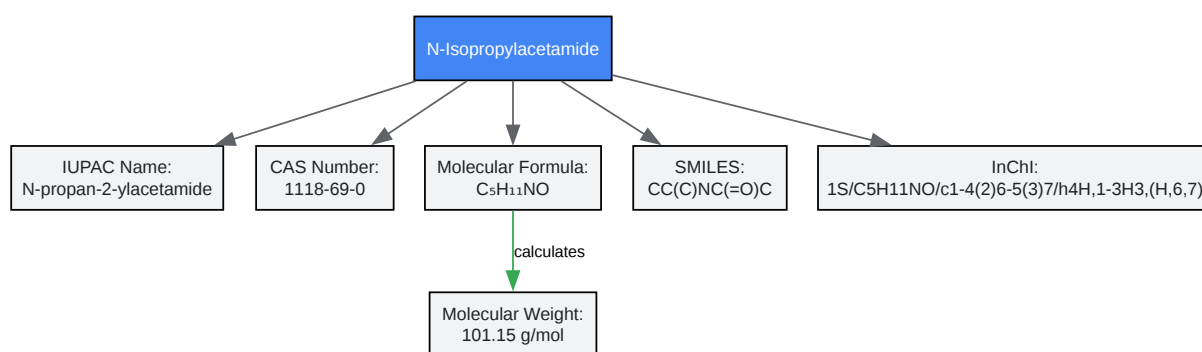 N-Isopropylacetamide
IUPAC Name:
N-propan-2-ylacetamide
CAS Number:
1118-69-0
Molecular Formula:
C₅H₁₁NO
SMILES:
CC(C)NC(=O)C
InChI:
1S/C5H11NO/c1-4(2)6-5(3)7/h4H,1-3H3,(H,6,7)
calculates
Molecular Weight:
101.15 g/mol